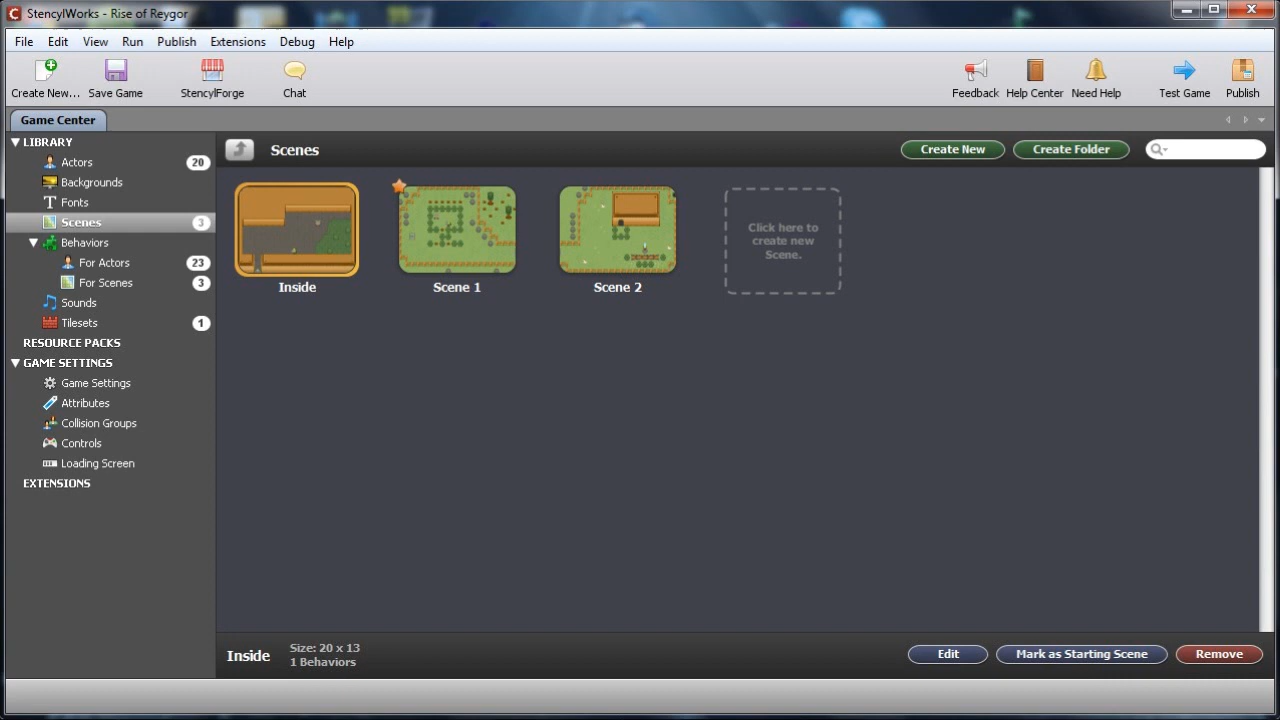 StencylWorks - Rise of Reygor
File Edit View Run Publish Extensions Debug Help
Create New... Save Game StencylForge Chat Feedback Help Center Need Help Test Game Publish
Game Center
LIBRARY
Actors 20
Backgrounds
Fonts
Scenes 3
Behaviors
For Actors 23
For Scenes 3
Sounds
Tilesets 1
RESOURCE PACKS
GAME SETTINGS
Game Settings
Attributes
Collision Groups
Controls
Loading Screen
EXTENSIONS
Scenes Create New Create Folder
Inside Scene 1 Scene 2
Click here to
create new
Scene.
Inside
Size: 20 x 13
1 Behaviors
Edit Mark as Starting Scene Remove